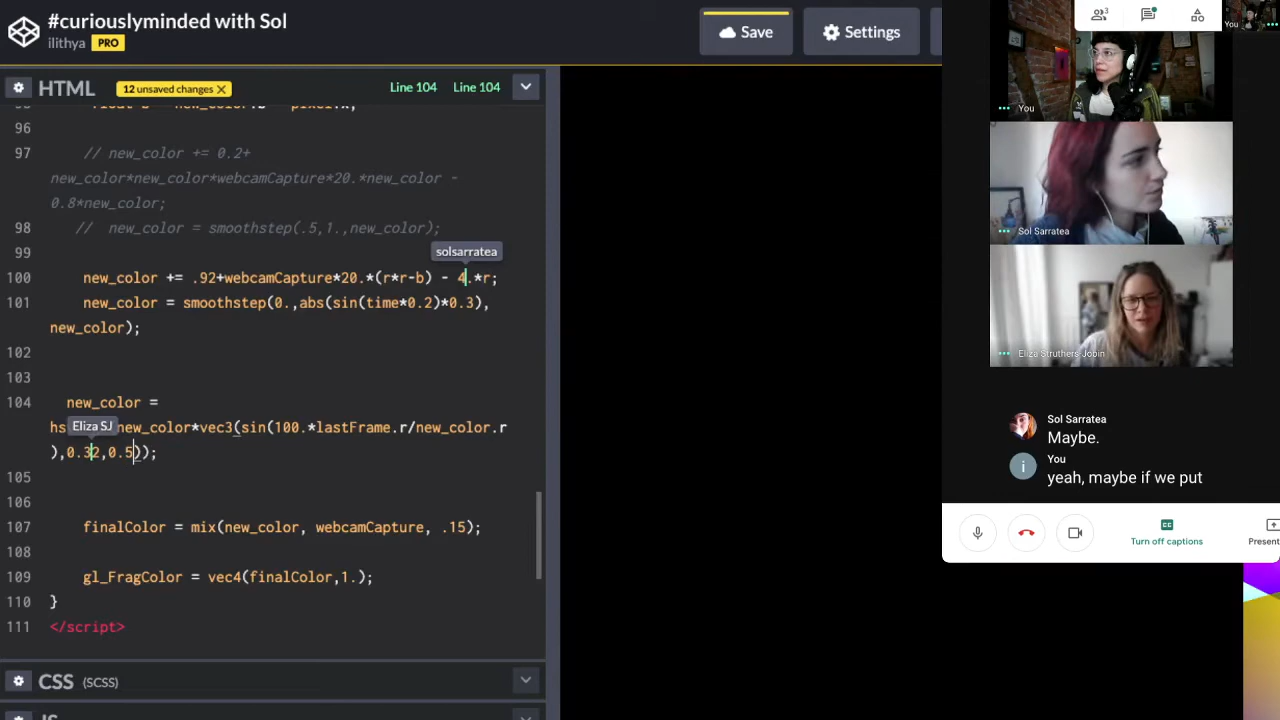 #curiouslyminded with Sol
ilithya PRO
Save
Settings
3
You
HTML
12 unsaved changes X
Line 104
Line 104
96
97 // new_color += 0.2+
new_color*new_color*webcamCapture*20.*new_color -
0.8*new_color;
98 // new_color = smoothstep(.5,1.,new_color);
99
solsarratea
100 new_color += .92+webcamCapture*20.*(r*r-b) - 4.*r;
101 new_color = smoothstep(0.,abs(sin(time*0.2)*0.3),
new_color);
102
103
104 new_color =
Eliza SJ
hs new_color*vec3(sin(100.*lastFrame.r/new_color.r
),0.32,0.5));
105
106
107 finalColor = mix(new_color, webcamCapture, .15);
108
109 gl_FragColor = vec4(finalColor,1.);
110 }
111 </script>
CSS (SCSS)
You
Sol Sarratea
Eliza Struthers-Jobin
Sol Sarratea
Maybe.
i
You
yeah, maybe if we put
Turn off captions
Present